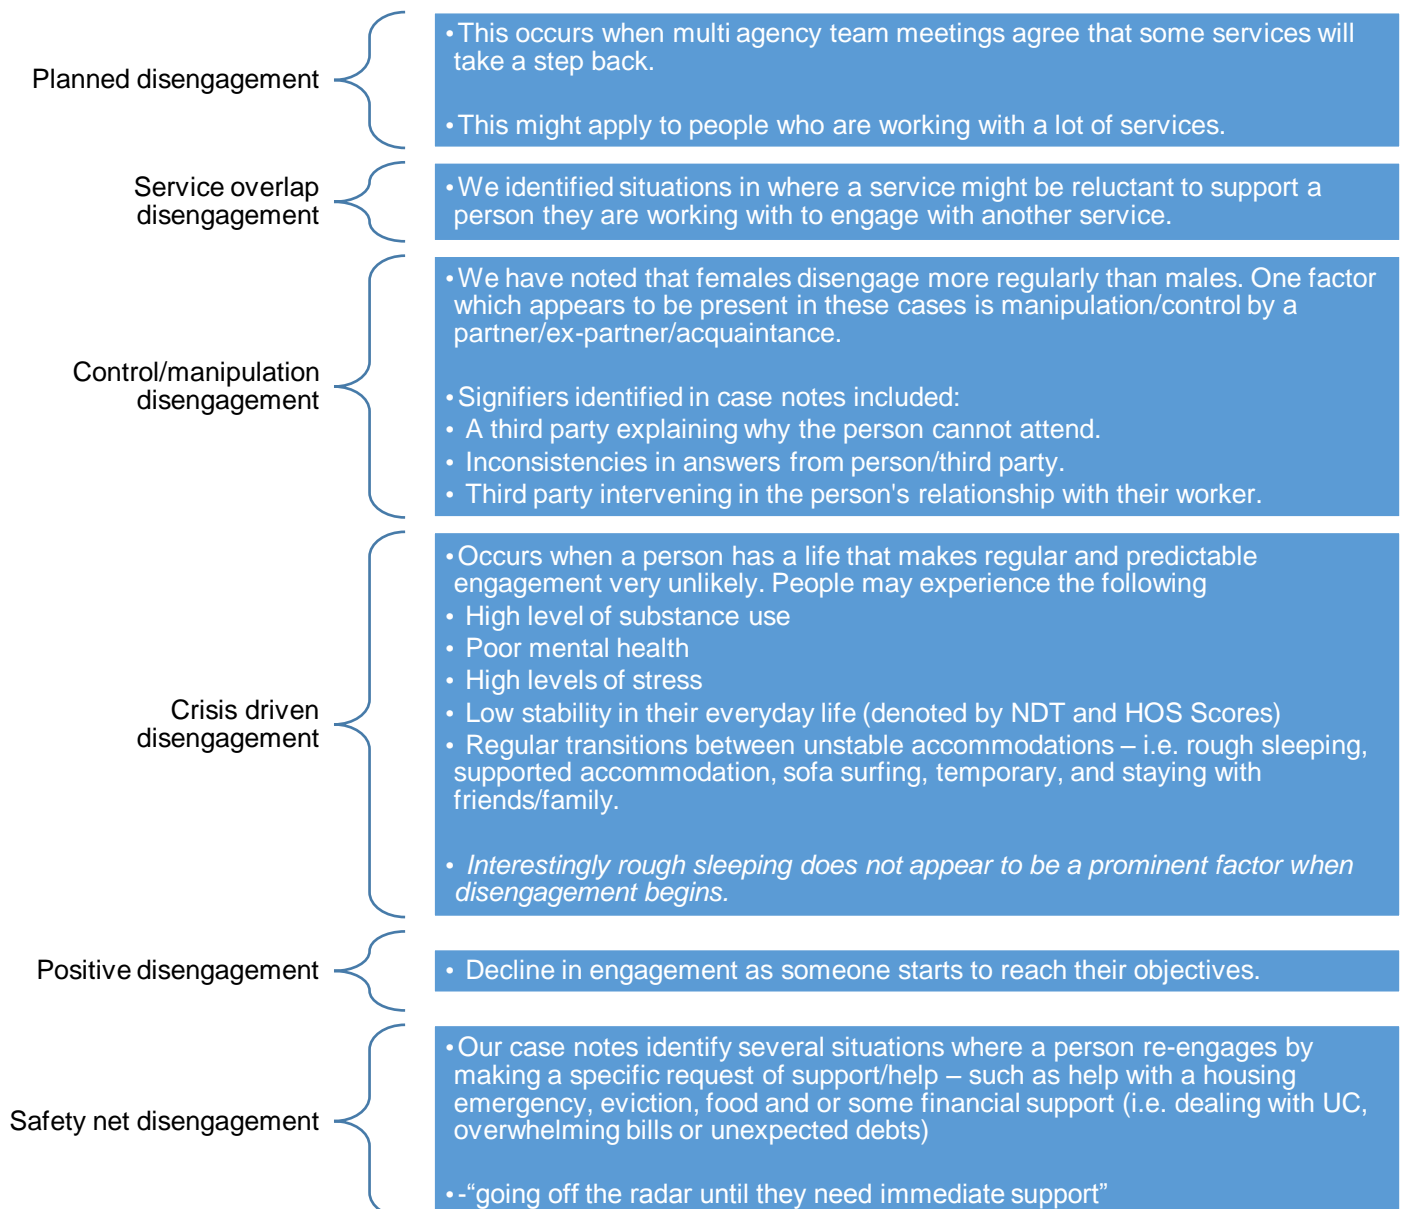 Planned disengagement
•This occurs when multi agency team meetings agree that some services will
take a step back.
•This might apply to people who are working with a lot of services.
Service overlap
disengagement
•We identified situations in where a service might be reluctant to support a
person they are working with to engage with another service.
Control/manipulation
disengagement
•We have noted that females disengage more regularly than males. One factor
which appears to be present in these cases is manipulation/control by a
partner/ex-partner/acquaintance.
•Signifiers identified in case notes included:
• A third party explaining why the person cannot attend.
• Inconsistencies in answers from person/third party.
• Third party intervening in the person's relationship with their worker.
Crisis driven
disengagement
•Occurs when a person has a life that makes regular and predictable
engagement very unlikely. People may experience the following
• High level of substance use
• Poor mental health
• High levels of stress
• Low stability in their everyday life (denoted by NDT and HOS Scores)
• Regular transitions between unstable accommodations – i.e. rough sleeping,
supported accommodation, sofa surfing, temporary, and staying with
friends/family.
• Interestingly rough sleeping does not appear to be a prominent factor when
disengagement begins.
Positive disengagement
• Decline in engagement as someone starts to reach their objectives.
Safety net disengagement
•Our case notes identify several situations where a person re-engages by
making a specific request of support/help – such as help with a housing
emergency, eviction, food and or some financial support (i.e. dealing with UC,
overwhelming bills or unexpected debts)
•-“going off the radar until they need immediate support”